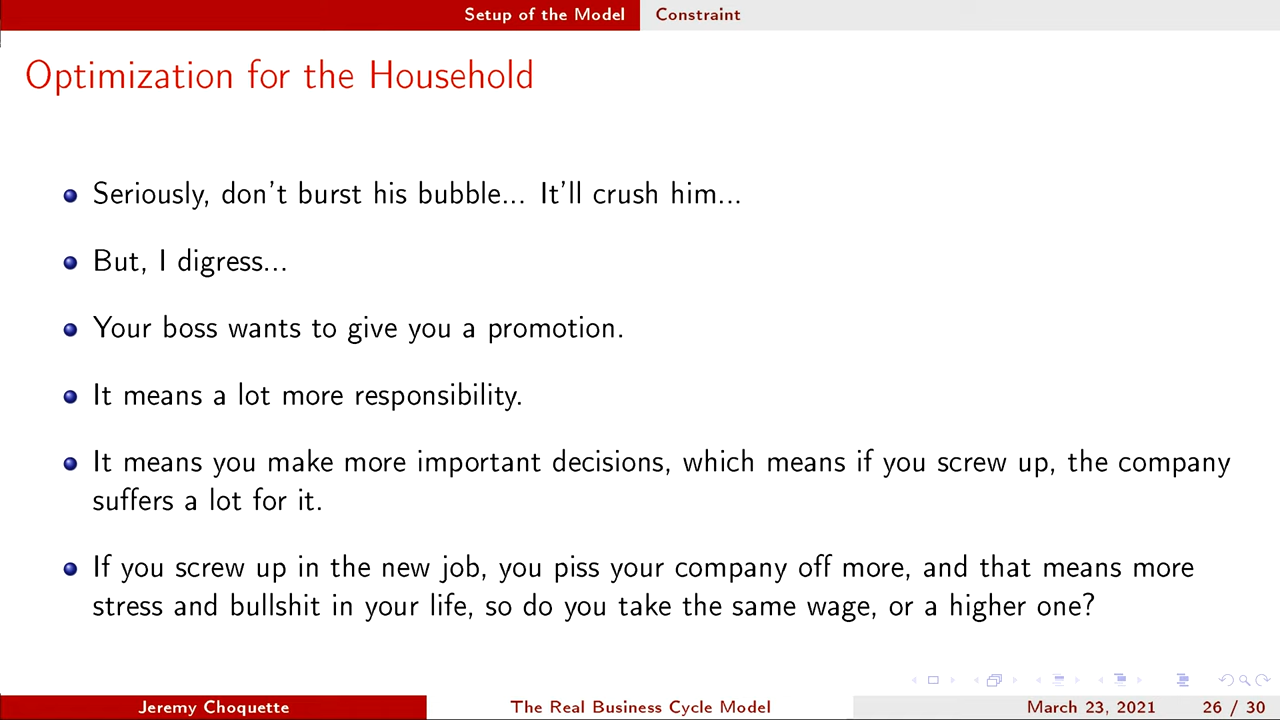 Setup of the Model Constraint
Optimization for the Household
Seriously, don't burst his bubble... It'll crush him...
But, I digress...
Your boss wants to give you a promotion.
It means a lot more responsibility.
It means you make more important decisions, which means if you screw up, the company
suffers a lot for it.
If you screw up in the new job, you piss your company off more, and that means more
stress and bullshit in your life, so do you take the same wage, or a higher one?
Jeremy Choquette The Real Business Cycle Model March 23, 2021 26 / 30